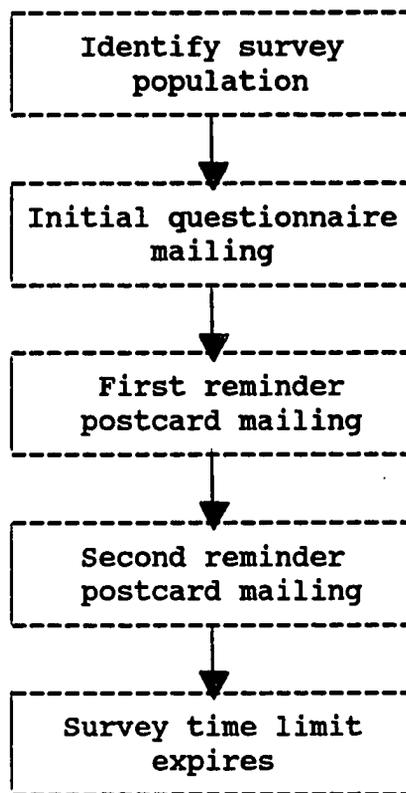 Identify survey
population
Initial questionnaire
mailing
First reminder
postcard mailing
Second reminder
postcard mailing
Survey time limit
expires